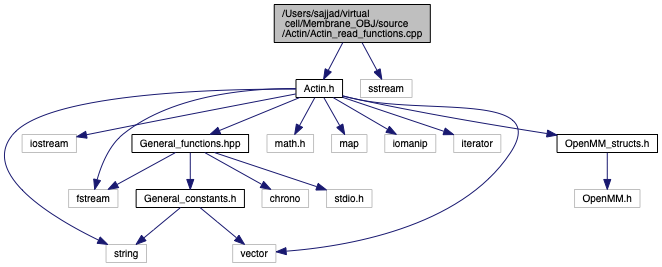 /Users/sajjad/virtual
cell/Membrane_OBJ/source
/Actin/Actin_read_functions.cpp
Actin.h
sstream
iostream
General_functions.hpp
math.h
map
iomanip
iterator
OpenMM_structs.h
fstream
General_constants.h
chrono
stdio.h
OpenMM.h
string
vector